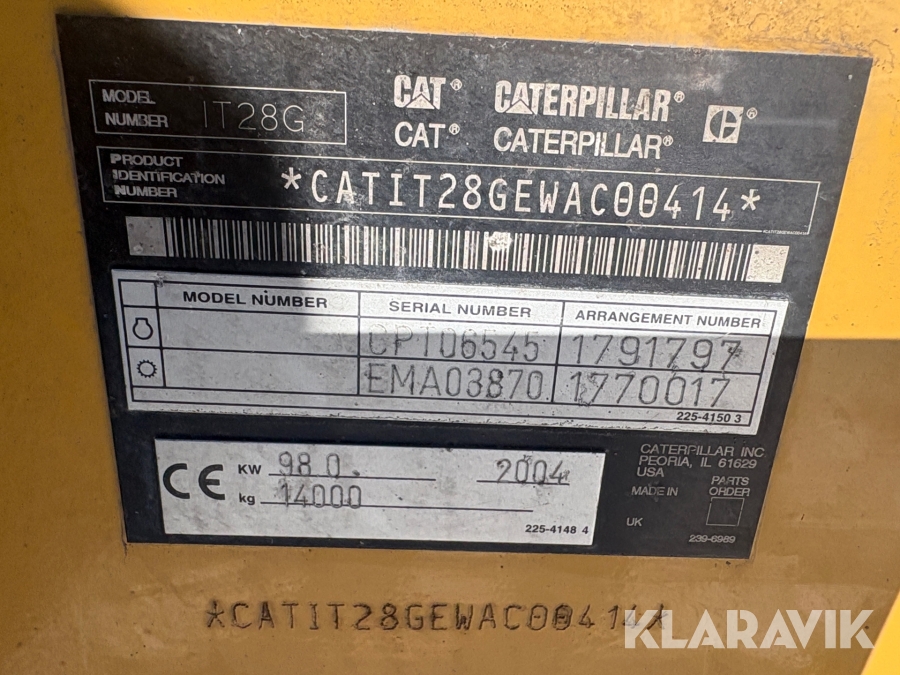 MODEL NUMBER IT28G
CAT® CATERPILLAR®
CAT® CATERPILLAR®
PRODUCT IDENTIFICATION NUMBER *CATIT28GEWAC00414*
*CATIT28GEWAC00414*
MODEL NUMBER SERIAL NUMBER ARRANGEMENT NUMBER
CPT06545 1791797
EMA03870 1770017
225-4150 3
CE KW 98.0 2004
kg 14000
225-4148 4
CATERPILLAR INC.
PEORIA, IL 61629
USA
MADE IN
UK
PARTS ORDER
239-6989
*CATIT28GEWAC00414*
KLARAVIK